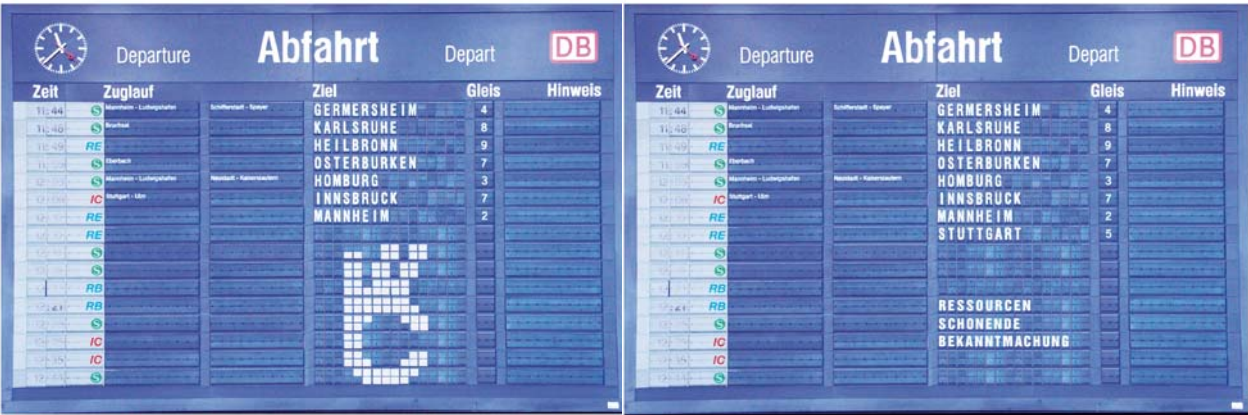 Departure Abfahrt Depart DB
Zeit Zuglauf Ziel Gleis Hinweis
11:44 S Mannheim - Ludwigshafen Schifferstadt - Speyer GERMERSHEIM 4
S Bruchsal KARLSRUHE 8
RE HEILBRONN 9
S Eberbach OSTERBURKEN 7
S Mannheim - Ludwigshafen Neustadt - Kaiserslautern HOMBURG 3
IC Stuttgart - Ulm INNSBRUCK 7
RE MANNHEIM 2
RE
S
S
RB
RB
S
IC
IC
S
Departure Abfahrt Depart DB
Zeit Zuglauf Ziel Gleis Hinweis
11:44 S Mannheim - Ludwigshafen Schifferstadt - Speyer GERMERSHEIM 4
S Bruchsal KARLSRUHE 8
RE HEILBRONN 9
S Eberbach OSTERBURKEN 7
S Mannheim - Ludwigshafen Neustadt - Kaiserslautern HOMBURG 3
IC Stuttgart - Ulm INNSBRUCK 7
RE MANNHEIM 2
RE STUTTGART 5
S
S
RB
RB RESSOURCEN
S SCHONENDE
IC BEKANNTMACHUNG
IC
S